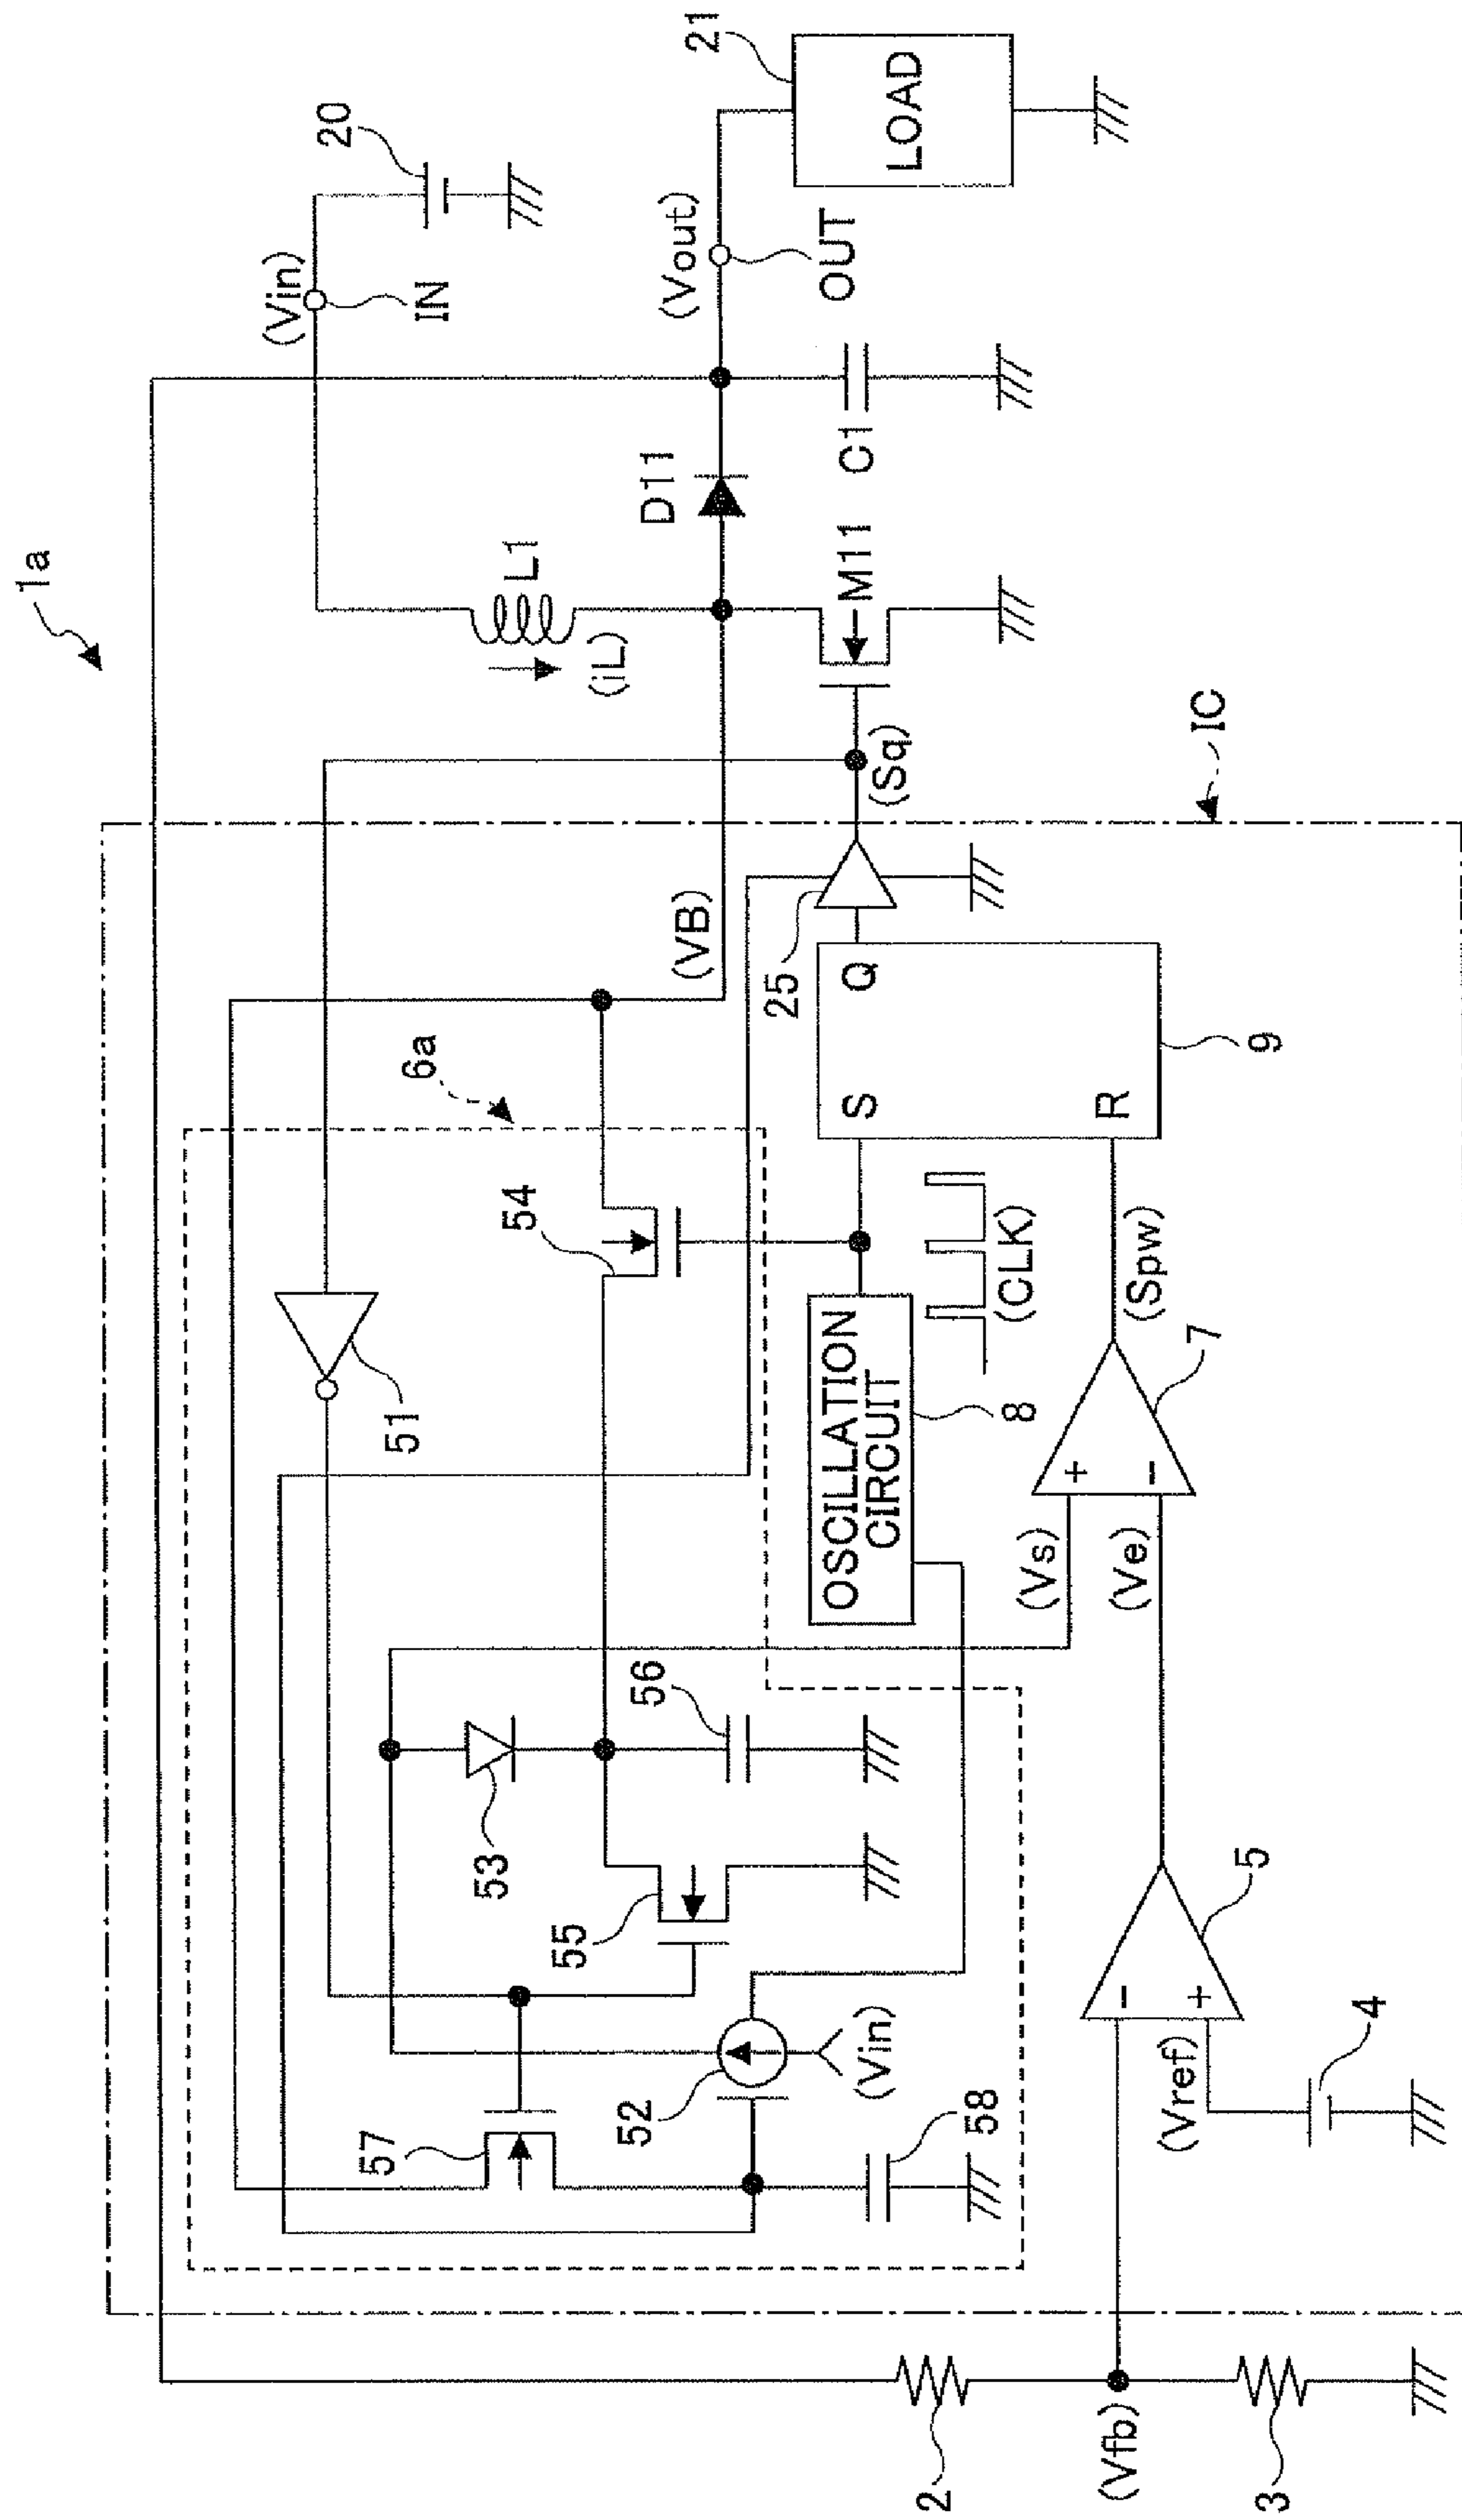 1a
20
21
(Vin)
IN
(Vout)
LOAD
OUT
L1
(iL)
D11
C1
M11
IC
(Sq)
(VB)
25
6a
Q
S
R
9
54
51
OSCILLATION
CIRCUIT
8
(CLK)
(Spw)
7
+
-
(Vs)
(Ve)
53
56
55
52
(Vin)
57
58
5
-
+
(Vref)
4
2
(Vfb)
3